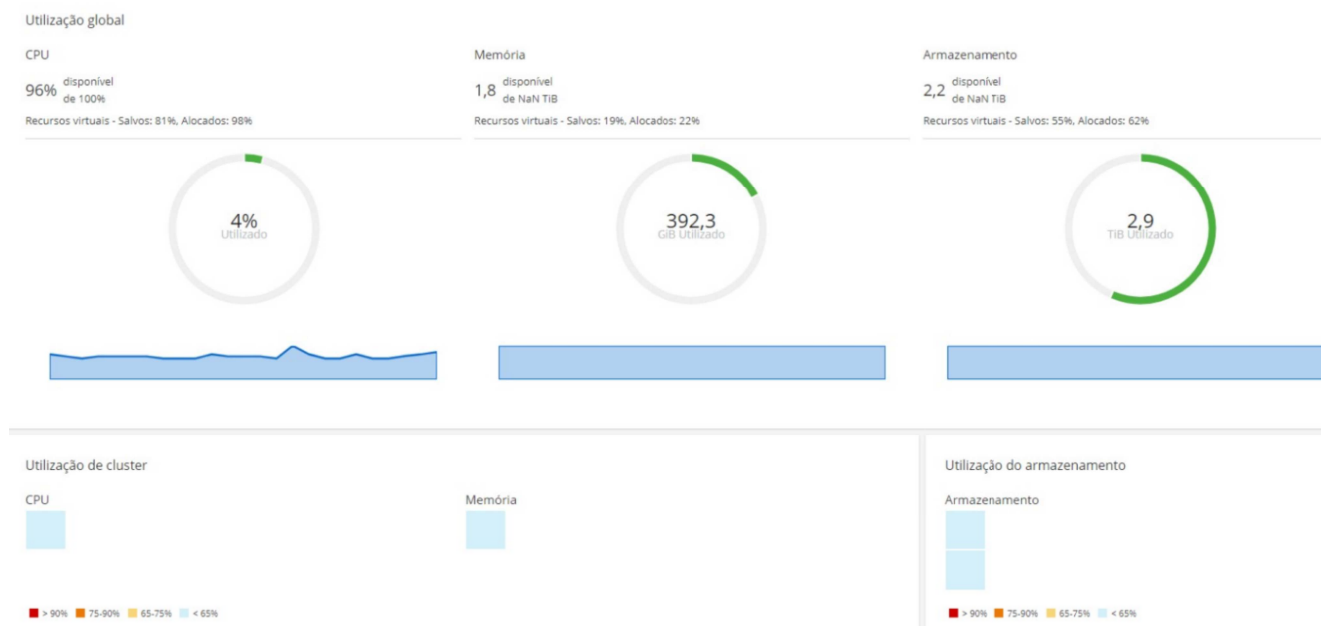 Utilização global
CPU
96% disponível
de 100%
Recursos virtuais - Salvos: 81%, Alocados: 98%
4%
Utilizado
Memória
1,8 disponível
de NaN TiB
Recursos virtuais - Salvos: 19%, Alocados: 22%
392,3
GiB Utilizado
Armazenamento
2,2 disponível
de NaN TiB
Recursos virtuais - Salvos: 55%, Alocados: 62%
2,9
TiB Utilizado
Utilização de cluster
CPU
Memória
> 90% 75-90% 65-75% < 65%
Utilização do armazenamento
Armazenamento
> 90% 75-90% 65-75% < 65%